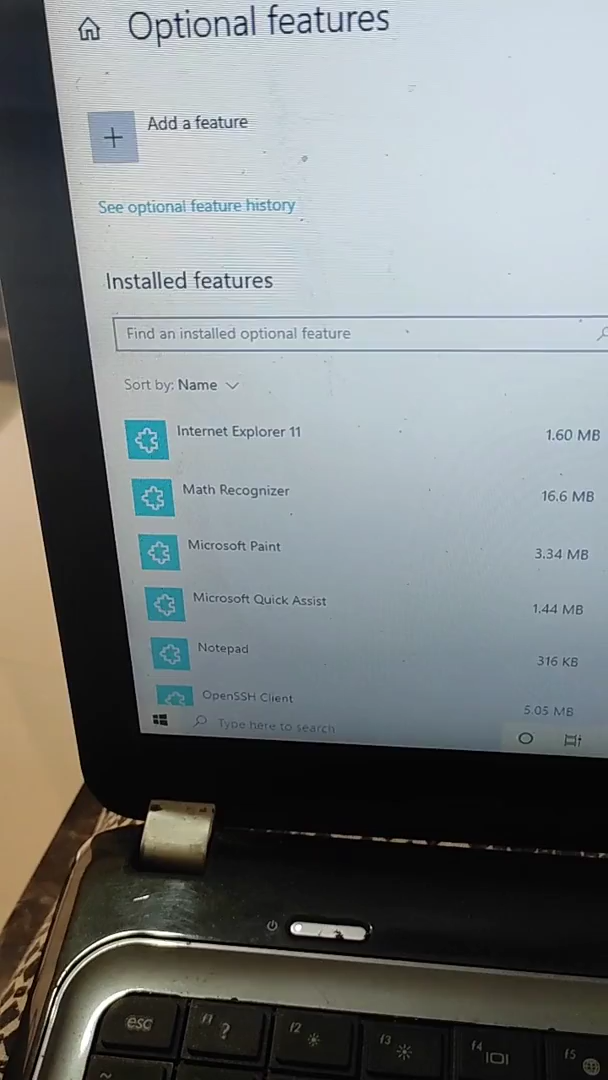 Optional features
Add a feature
See optional feature history
Installed features
Find an installed optional feature
Sort by: Name
Internet Explorer 11 1.60 MB
Math Recognizer 16.6 MB
Microsoft Paint 3.34 MB
Microsoft Quick Assist 1.44 MB
Notepad 316 KB
OpenSSH Client 5.05 MB
Type here to search
esc f1 ? f2 f3 f4 f5
~